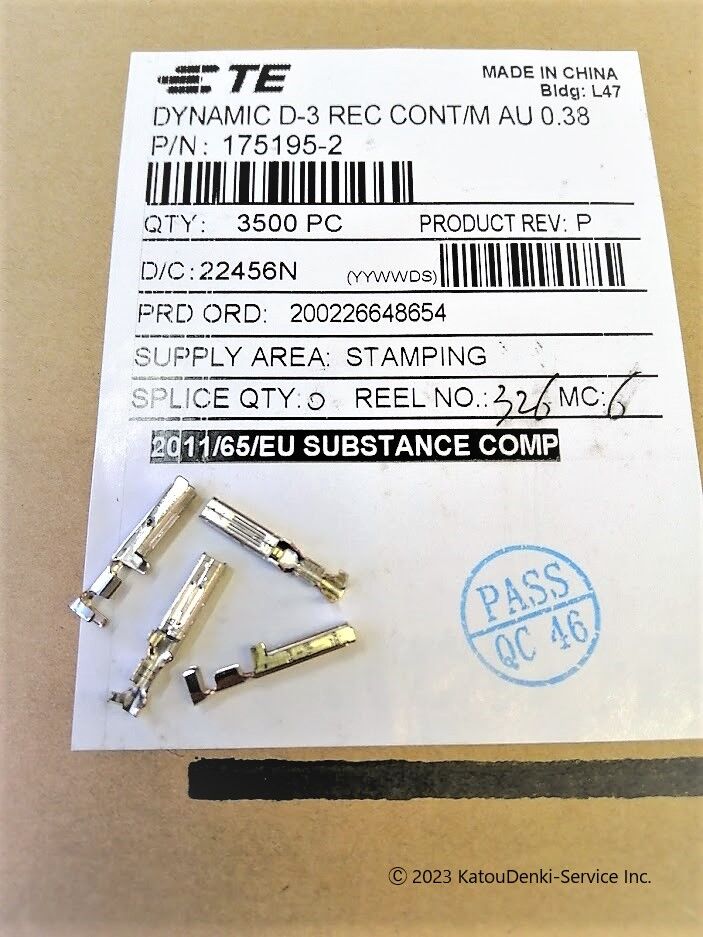 TE
MADE IN CHINA
Bldg: L47
DYNAMIC D-3 REC CONT/M AU 0.38
P/N: 175195-2
QTY: 3500 PC PRODUCT REV: P
D/C:22456N (YYWWDS)
PRD ORD: 200226648654
SUPPLY AREA: STAMPING
SPLICE QTY:0 REEL NO.:326 MC:6
2011/65/EU SUBSTANCE COMP
PASS
QC 46
© 2023 KatouDenki-Service Inc.